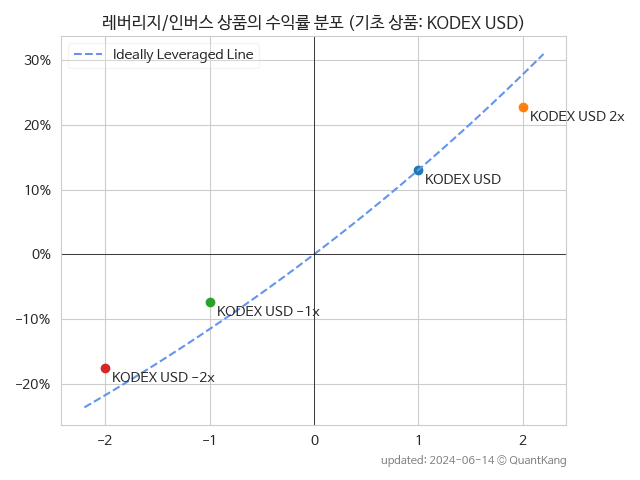 레버리지/인버스 상품의 수익률 분포 (기초 상품: KODEX USD)
Ideally Leveraged Line
30%
20%
10%
0%
-10%
-20%
KODEX USD 2x
KODEX USD
KODEX USD -1x
KODEX USD -2x
-2
-1
0
1
2
updated: 2024-06-14 © QuantKang